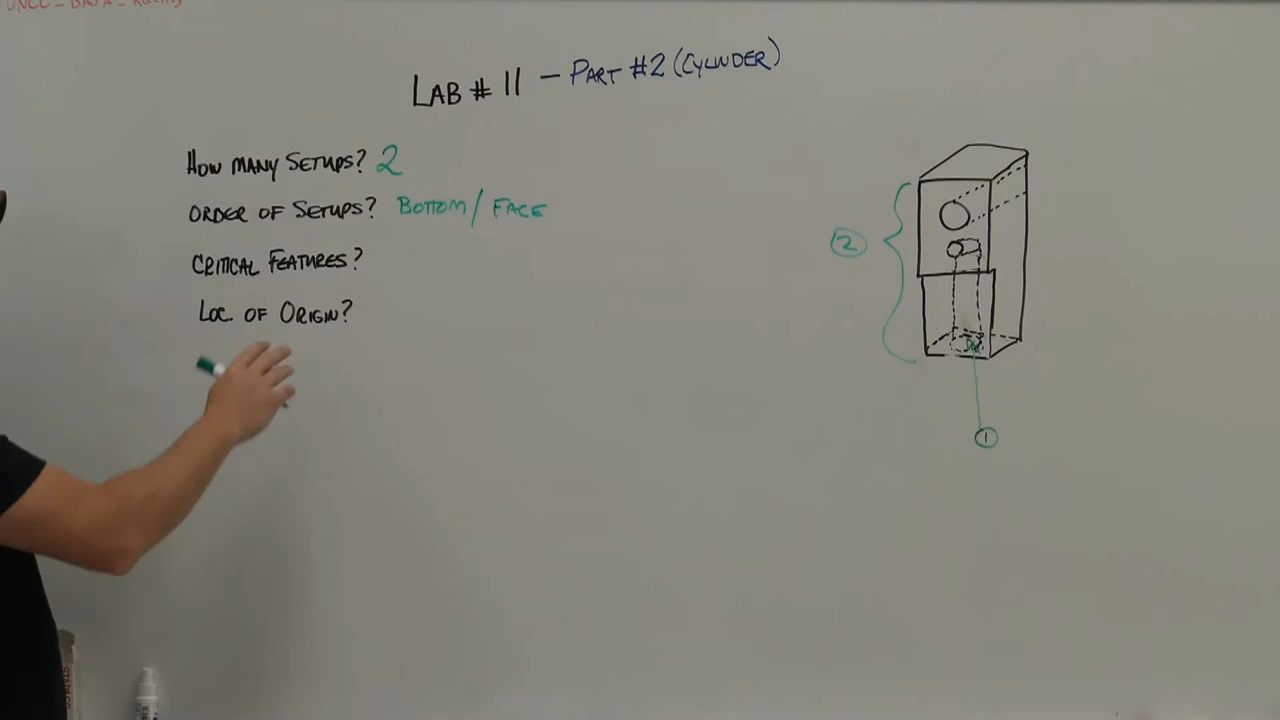 UNCC_BAJA_Racing
LAB # 11 – PART #2 (CYLINDER)
HOW MANY SETUPS? 2
ORDER OF SETUPS? BOTTOM / FACE
CRITICAL FEATURES?
LOC. OF ORIGIN?
2
1